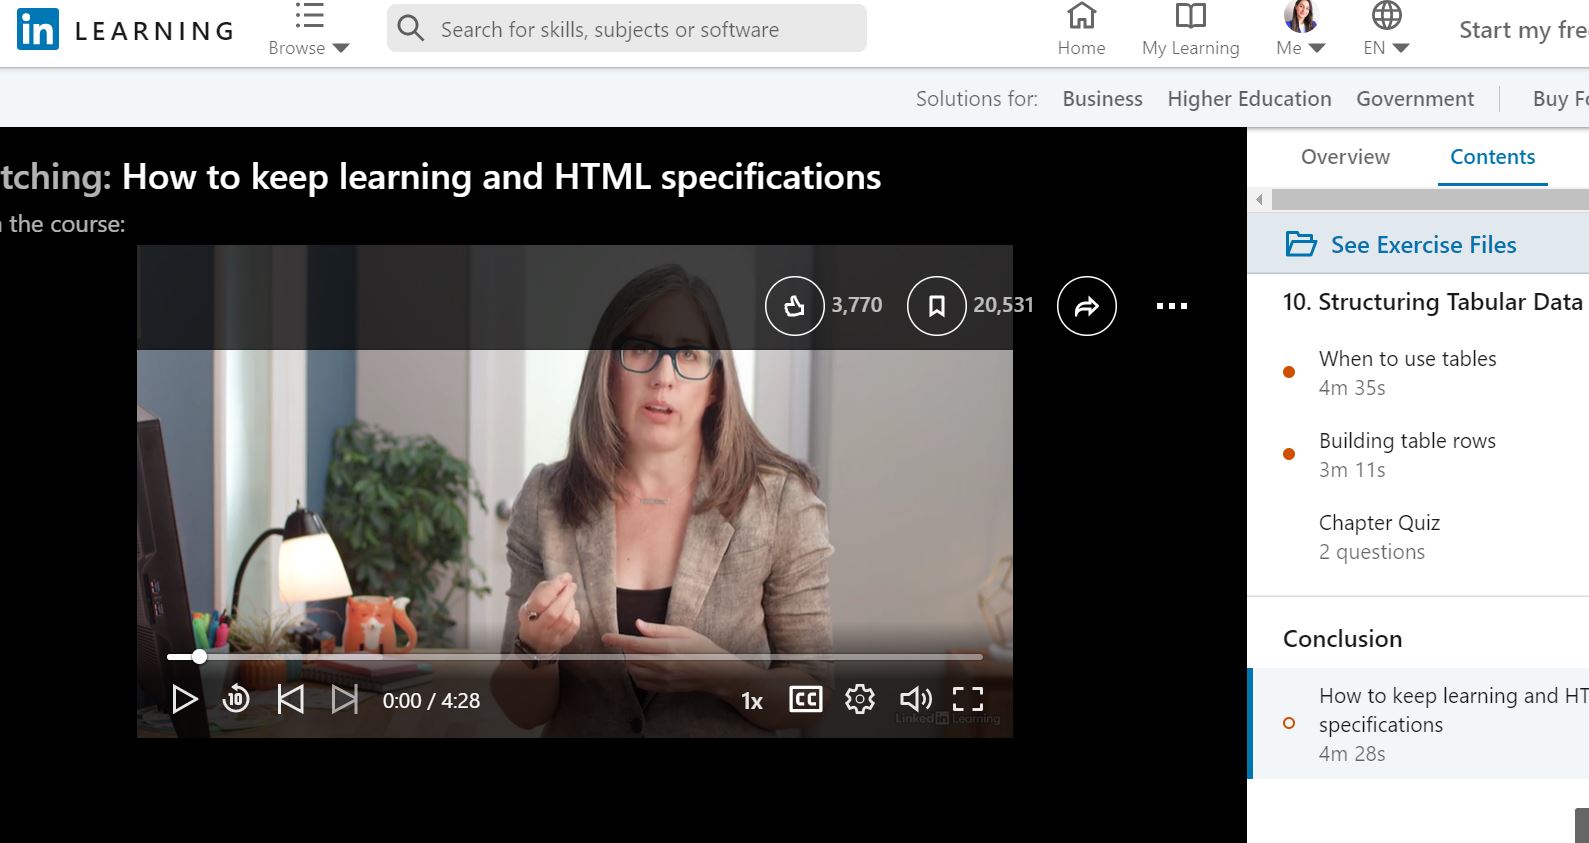 in LEARNING
Browse
Search for skills, subjects or software
Home
My Learning
Me
EN
Start my fre
Solutions for: Business Higher Education Government Buy Fo
tching: How to keep learning and HTML specifications
the course:
3,770
20,531
10
0:00 / 4:28
1x
CC
Linked in Learning
Overview
Contents
See Exercise Files
10. Structuring Tabular Data
When to use tables
4m 35s
Building table rows
3m 11s
Chapter Quiz
2 questions
Conclusion
How to keep learning and HT
specifications
4m 28s